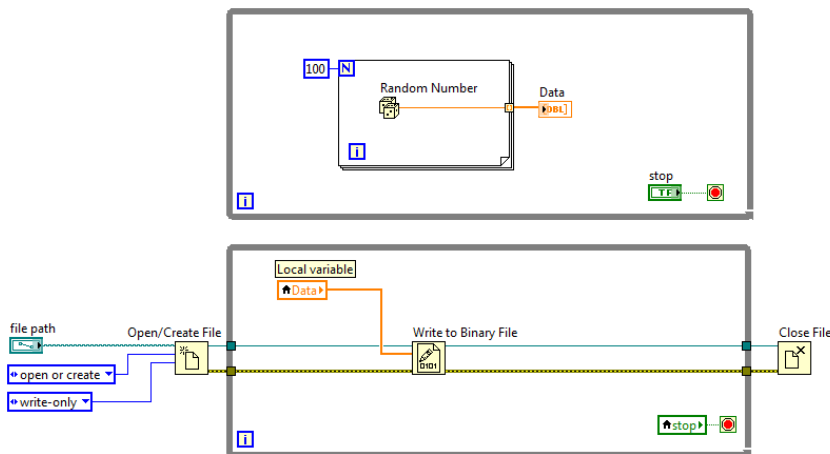 100
N
Random Number
Data
DBL]
i
stop
TF
i
Local variable
Data
file path
Open/Create File
Write to Binary File
Close File
0101
open or create
write-only
stop
i